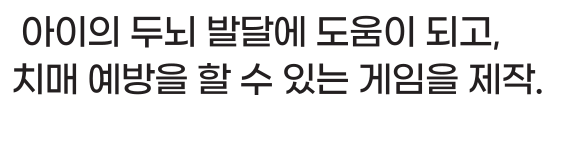 아이의 두뇌 발달에 도움이 되고,
치매 예방을 할 수 있는 게임을 제작.